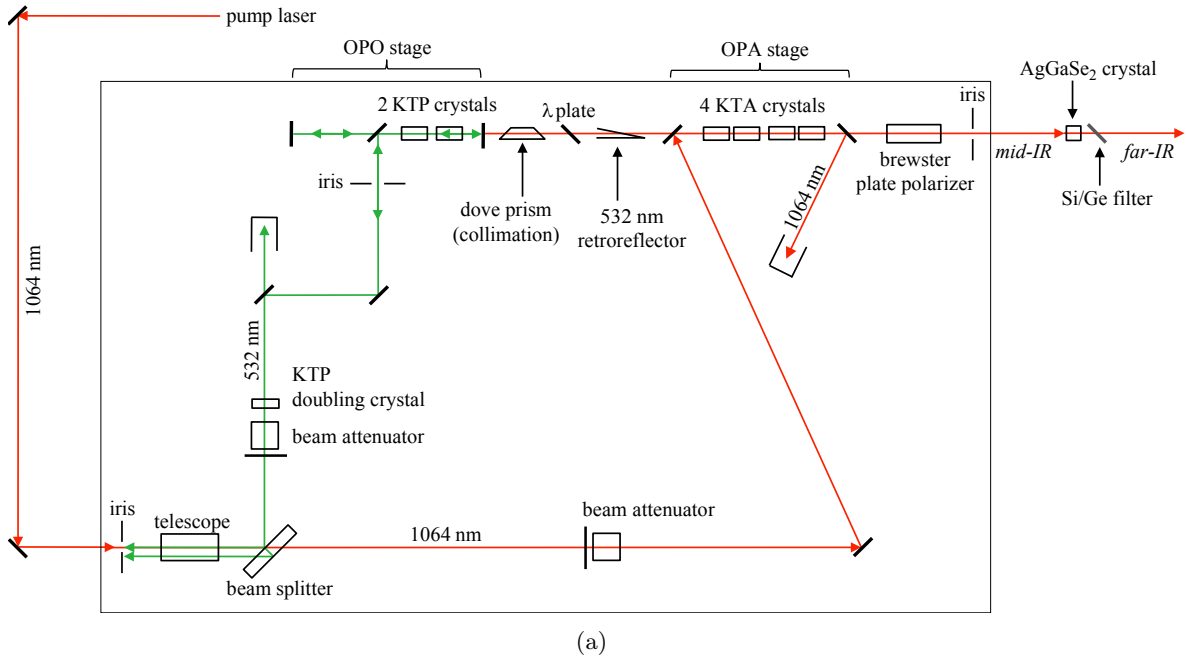 pump laser
OPO stage
OPA stage
AgGaSe₂ crystal
2 KTP crystals
λ plate
4 KTA crystals
iris
mid-IR
far-IR
brewster
plate polarizer
Si/Ge filter
iris
dove prism
(collimation)
532 nm
retroreflector
1064 nm
1064 nm
532 nm
KTP
doubling crystal
beam attenuator
iris
telescope
1064 nm
beam attenuator
beam splitter
(a)